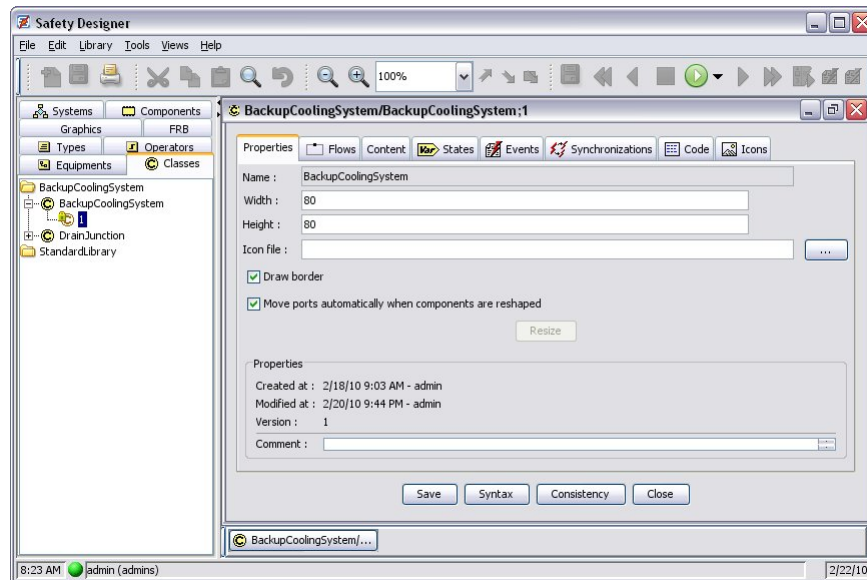 Safety Designer
File Edit Library Tools Views Help
100%
Systems Components
Graphics FRB
Types Operators
Equipments Classes
BackupCoolingSystem
BackupCoolingSystem
1
DrainJunction
StandardLibrary
BackupCoolingSystem/BackupCoolingSystem;1
Properties Flows Content Var States Events Synchronizations Code Icons
Name : BackupCoolingSystem
Width : 80
Height : 80
Icon file : ...
Draw border
Move ports automatically when components are reshaped
Resize
Properties
Created at : 2/18/10 9:03 AM - admin
Modified at : 2/20/10 9:44 PM - admin
Version : 1
Comment :
Save Syntax Consistency Close
BackupCoolingSystem/...
8:23 AM admin (admins) 2/22/10